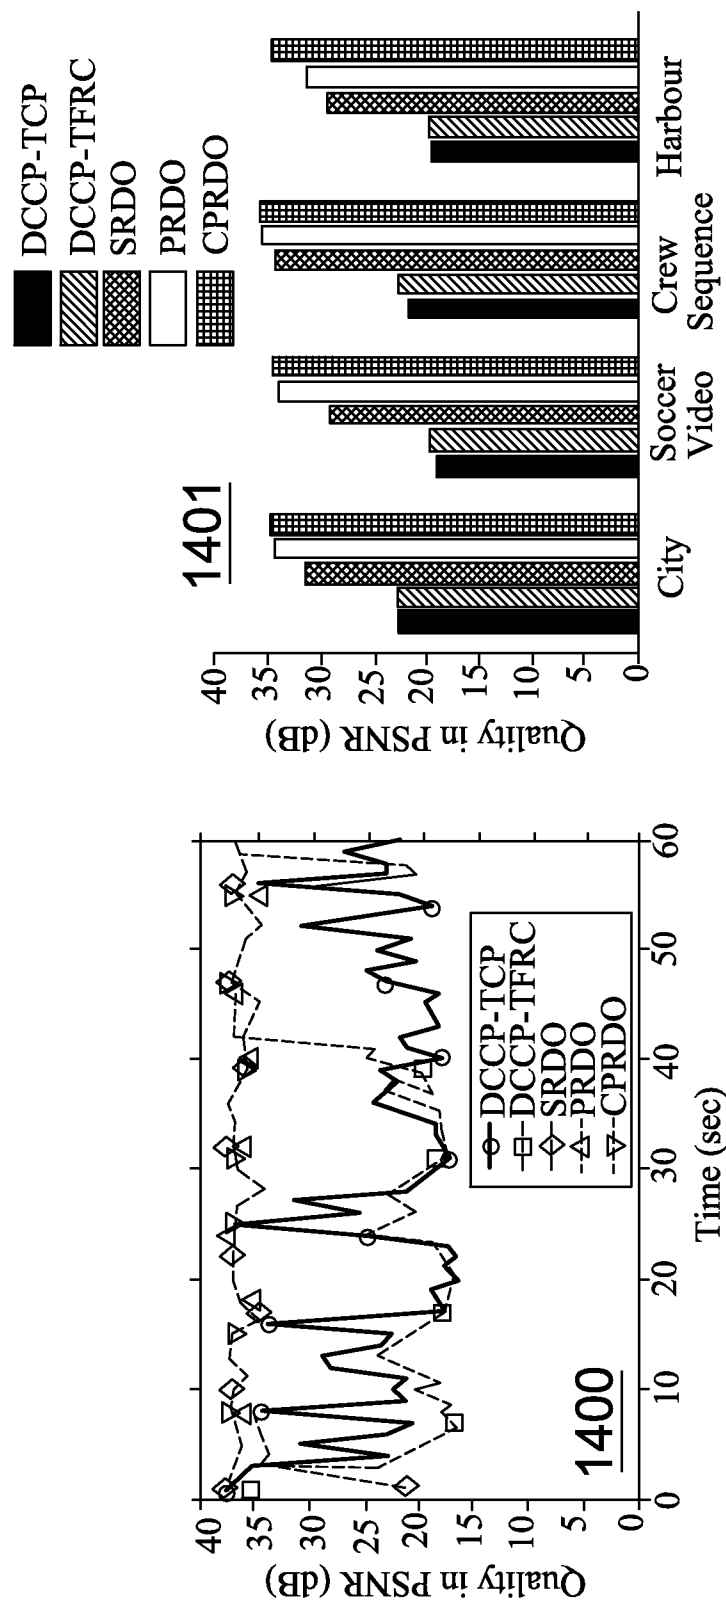 40
35
30
25
20
15
10
5
0
Quality in PSNR (dB)
0
10
20
30
40
50
60
Time (sec)
DCCP-TCP
DCCP-TFRC
SRDO
PRDO
CPRDO
1400
DCCP-TCP
DCCP-TFRC
SRDO
PRDO
CPRDO
1401
40
35
30
25
20
15
10
5
0
Quality in PSNR (dB)
City
Soccer
Crew
Harbour
Video
Sequence